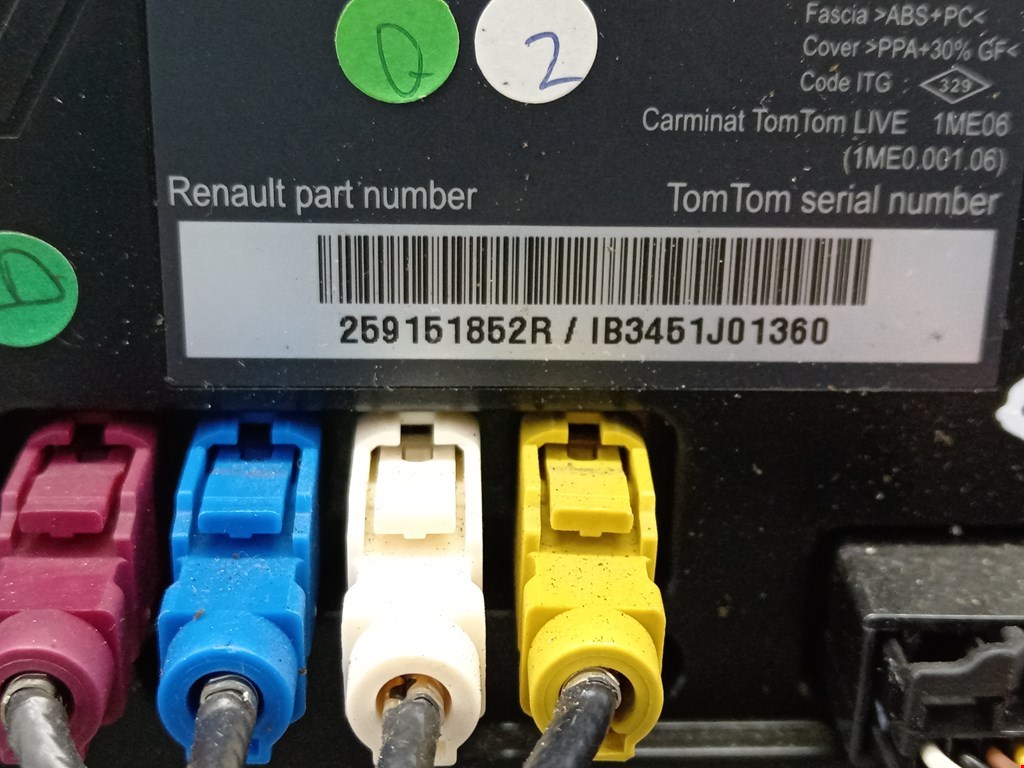 Q
2
Fascia >ABS+PC<
Cover >PPA+30% GF<
Code ITG : 329
Carminat TomTom LIVE 1ME06
(1ME0.001.06)
Renault part number
TomTom serial number
D
259151852R / IB3451J01360